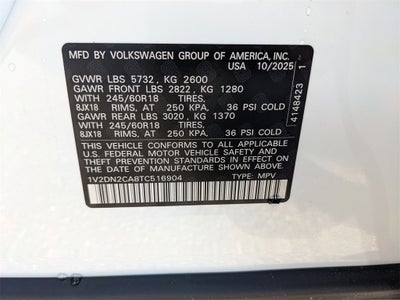 MFD BY VOLKSWAGEN GROUP OF AMERICA, INC.
USA 10/2025
GVWR LBS 5732, KG 2600
GAWR FRONT LBS 2822, KG 1280
WITH 245/60R18 TIRES,
8JX18 RIMS, AT 250 KPA, 36 PSI COLD
GAWR REAR LBS 3020, KG 1370
WITH 245/60R18 TIRES,
8JX18 RIMS, AT 250 KPA, 36 PSI COLD
THIS VEHICLE CONFORMS TO ALL APPLICABLE
U.S. FEDERAL MOTOR VEHICLE SAFETY AND
THEFT PREVENTION STANDARDS IN EFFECT ON
THE DATE OF MANUFACTURE SHOWN ABOVE.
1V2DN2CA8TC516904 TYPE: MPV
4148423 1